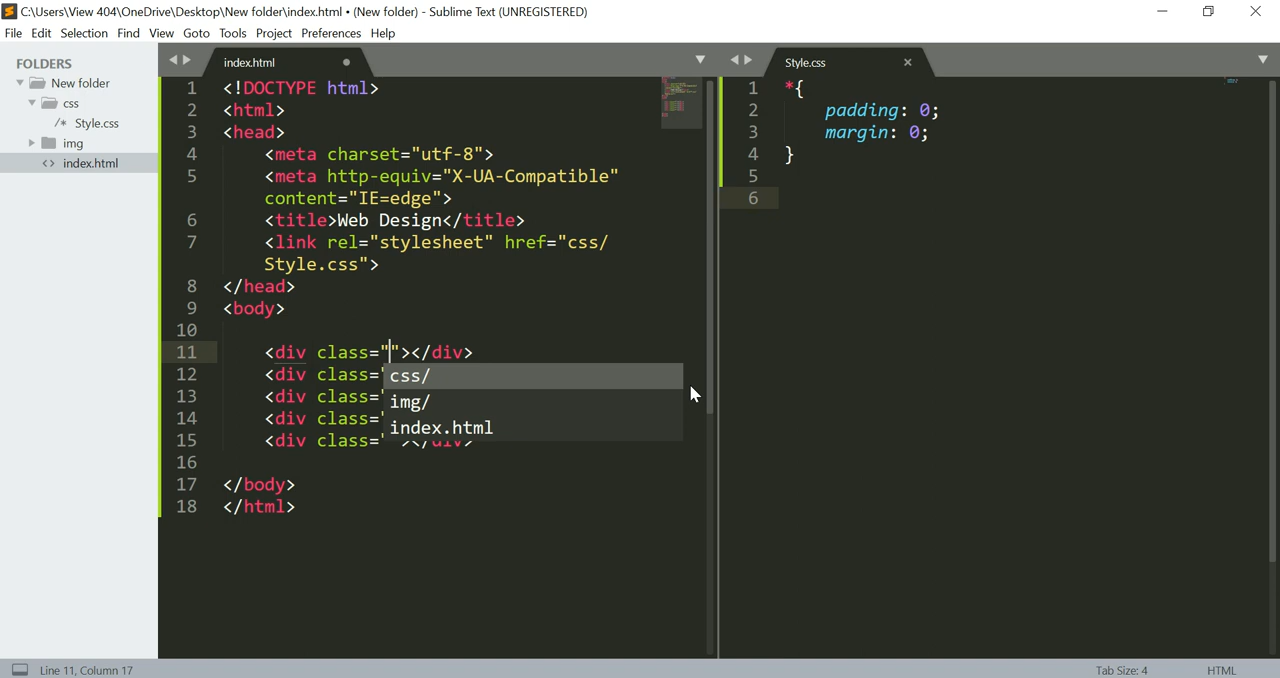 C:\Users\View 404\OneDrive\Desktop\New folder\index.html • (New folder) - Sublime Text (UNREGISTERED)
File Edit Selection Find View Goto Tools Project Preferences Help
FOLDERS
New folder
css
/* Style.css
img
<> index.html
index.html
1 <!DOCTYPE html>
2 <html>
3 <head>
4 <meta charset="utf-8">
5 <meta http-equiv="X-UA-Compatible"
content="IE=edge">
6 <title>Web Design</title>
7 <link rel="stylesheet" href="css/
Style.css">
8 </head>
9 <body>
10
11 <div class=""></div>
12 <div class="
13 <div class="
14 <div class="
15 <div class=""></div>
16
17 </body>
18 </html>
css/
img/
index.html
Style.css
1 *{
2 padding: 0;
3 margin: 0;
4 }
5
6
Line 11, Column 17
Tab Size: 4
HTML